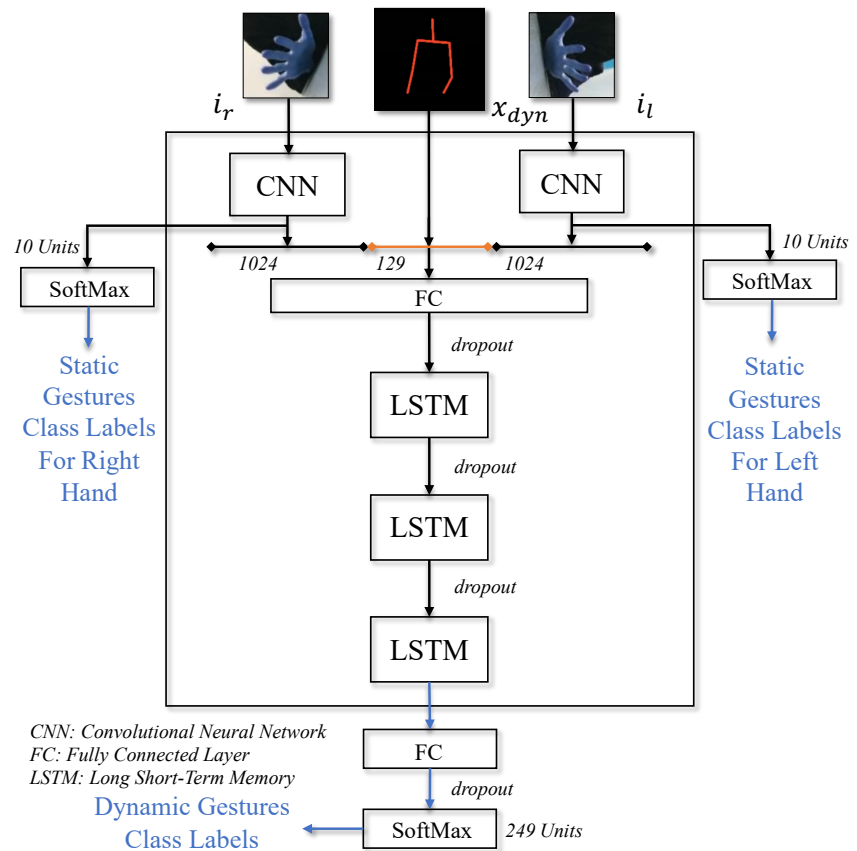 i_r
x_dyn
i_l
CNN
CNN
10 Units
10 Units
1024
129
1024
SoftMax
FC
SoftMax
dropout
Static
Gestures
Class Labels
For Right
Hand
Static
Gestures
Class Labels
For Left
Hand
LSTM
dropout
LSTM
dropout
LSTM
CNN: Convolutional Neural Network
FC: Fully Connected Layer
LSTM: Long Short-Term Memory
FC
dropout
Dynamic Gestures
Class Labels
SoftMax
249 Units